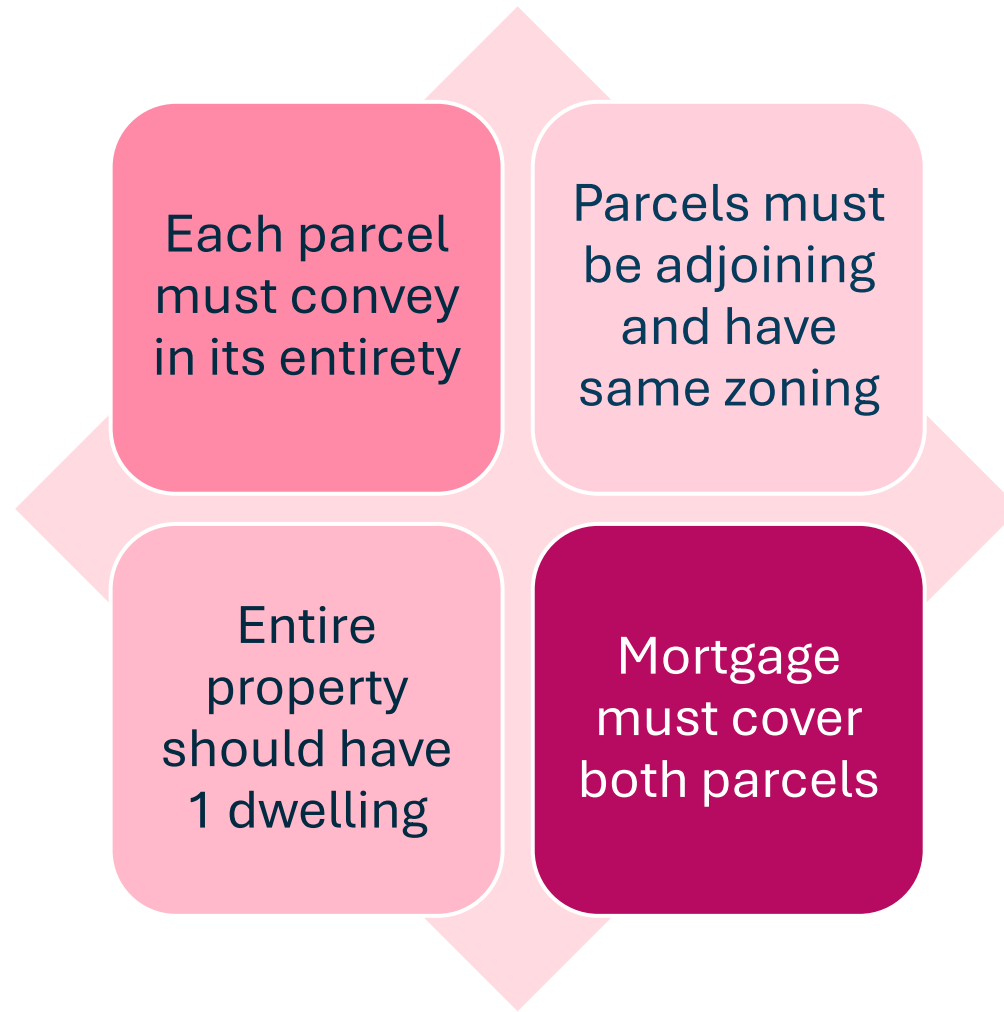 Each parcel
must convey
in its entirety
Parcels must
be adjoining
and have
same zoning
Entire
property
should have
1 dwelling
Mortgage
must cover
both parcels